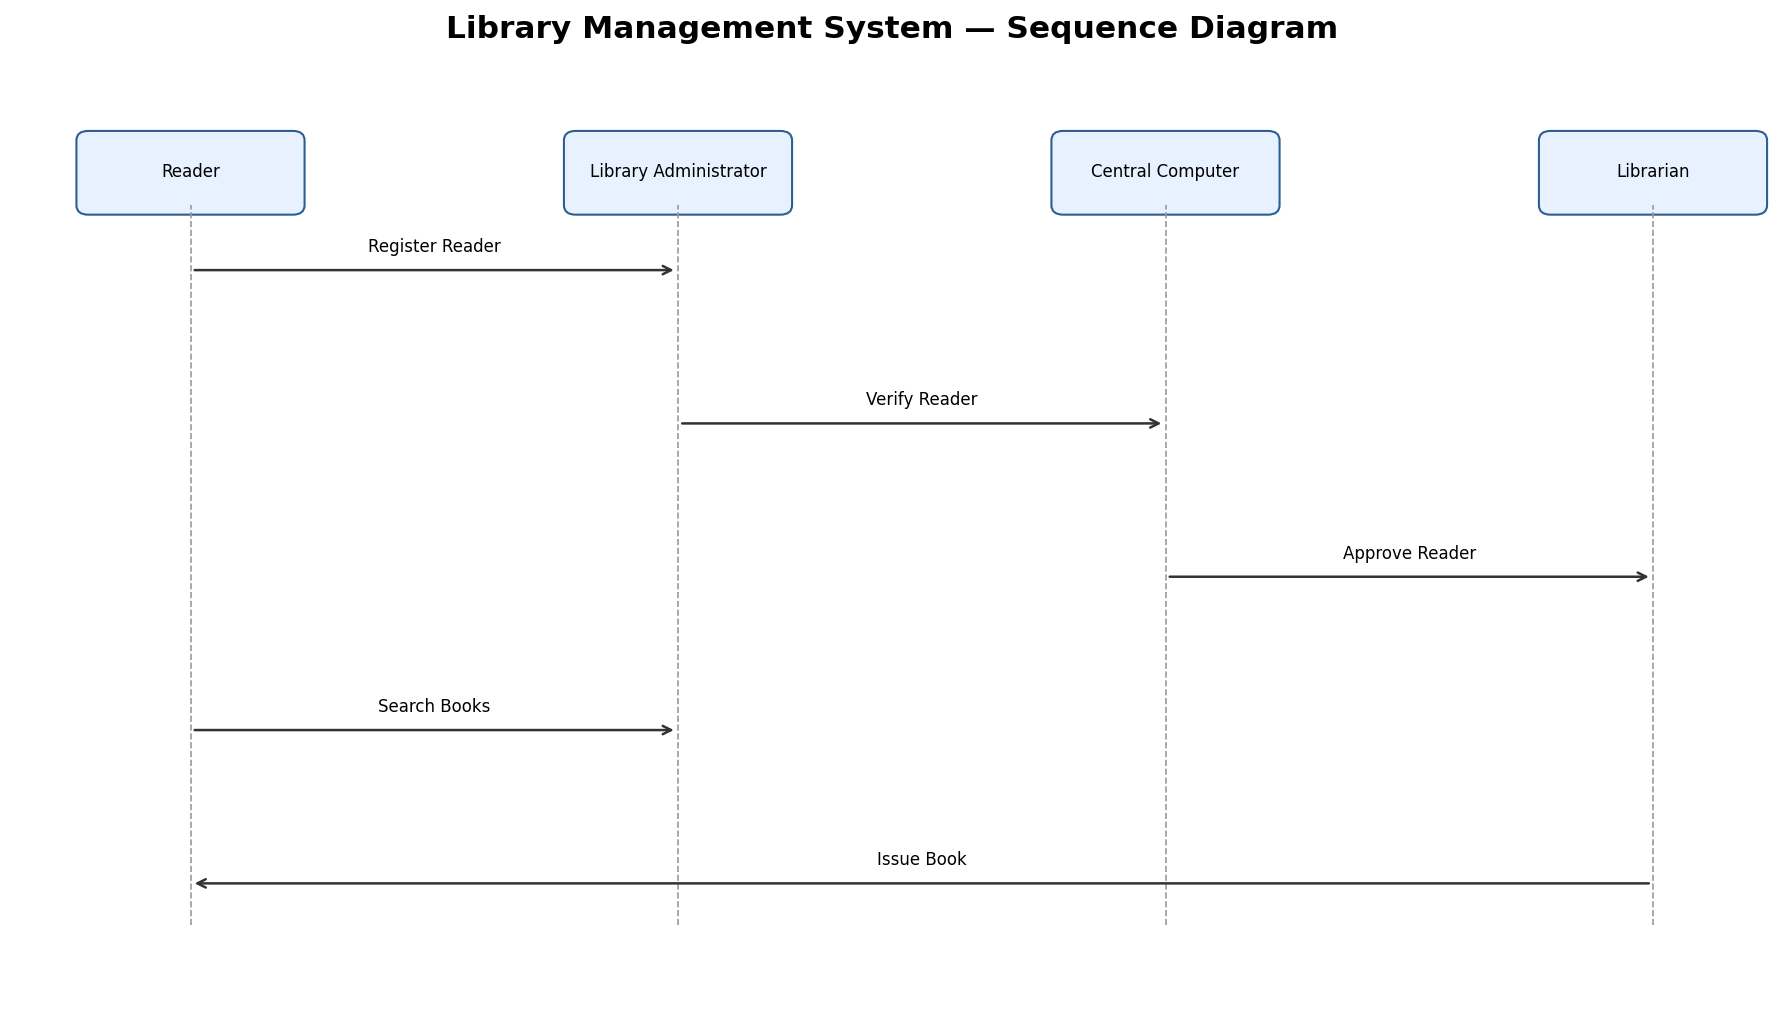 Library Management System — Sequence Diagram
Reader
Library Administrator
Central Computer
Librarian
Register Reader
Verify Reader
Approve Reader
Search Books
Issue Book